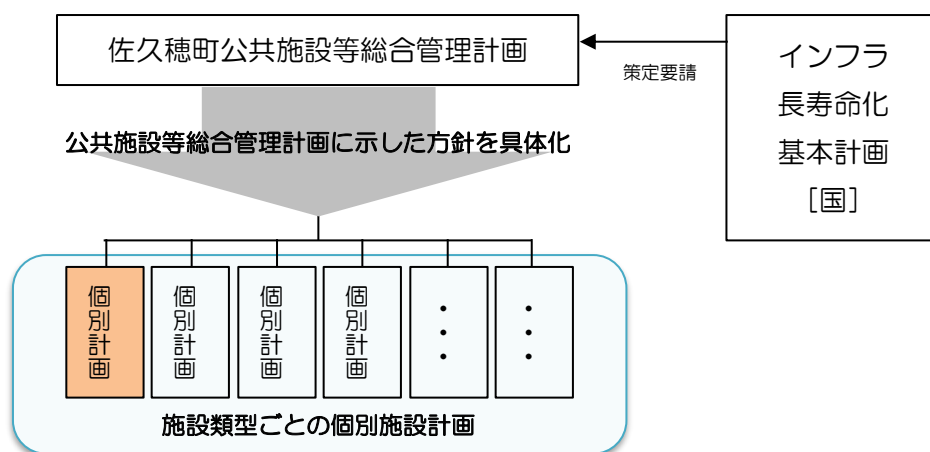 佐久穂町公共施設等総合管理計画
策定要請
インフラ
長寿命化
基本計画
[国]
公共施設等総合管理計画に示した方針を具体化
個別計画
個別計画
個別計画
個別計画
・・・
・・・
施設類型ごとの個別施設計画